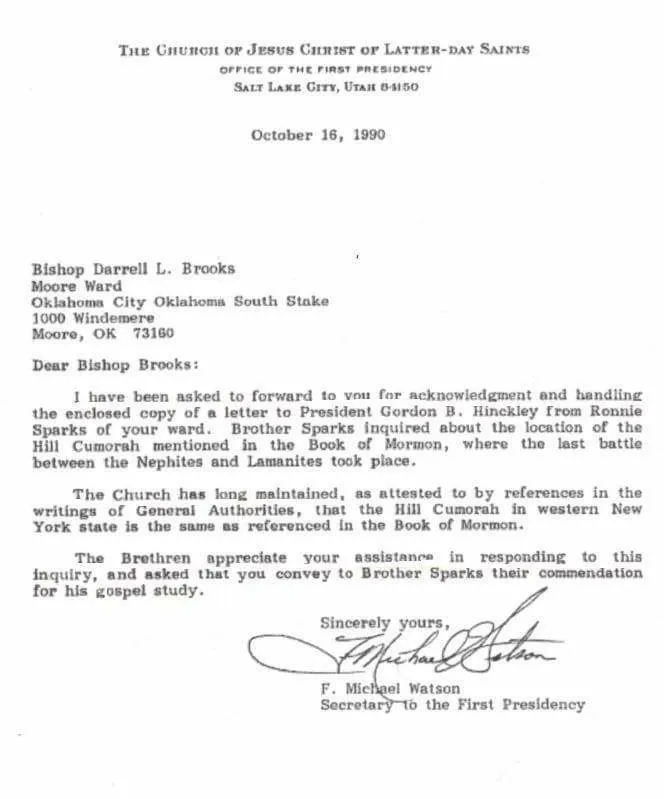 THE CHURCH OF JESUS CHRIST OF LATTER-DAY SAINTS
OFFICE OF THE FIRST PRESIDENCY
SALT LAKE CITY, UTAH 84150
October 16, 1990
Bishop Darrell L. Brooks
Moore Ward
Oklahoma City Oklahoma South Stake
1000 Windemere
Moore, OK 73160
Dear Bishop Brooks:
I have been asked to forward to you for acknowledgment and handling
the enclosed copy of a letter to President Gordon B. Hinckley from Ronnie
Sparks of your ward. Brother Sparks inquired about the location of the
Hill Cumorah mentioned in the Book of Mormon, where the last battle
between the Nephites and Lamanites took place.
The Church has long maintained, as attested to by references in the
writings of General Authorities, that the Hill Cumorah in western New
York state is the same as referenced in the Book of Mormon.
The Brethren appreciate your assistance in responding to this
inquiry, and asked that you convey to Brother Sparks their commendation
for his gospel study.
Sincerely yours,
F Michael Watson
F. Michael Watson
Secretary to the First Presidency